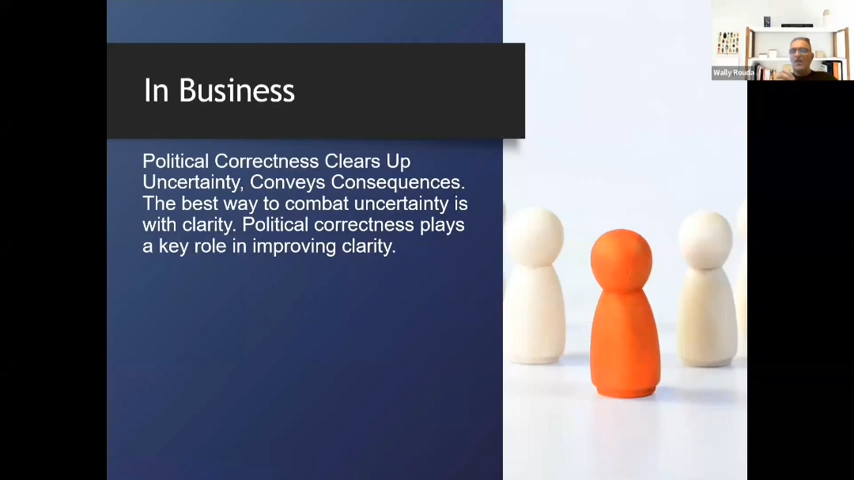 In Business
Political Correctness Clears Up
Uncertainty, Conveys Consequences.
The best way to combat uncertainty is
with clarity. Political correctness plays
a key role in improving clarity.
Wally Rouda